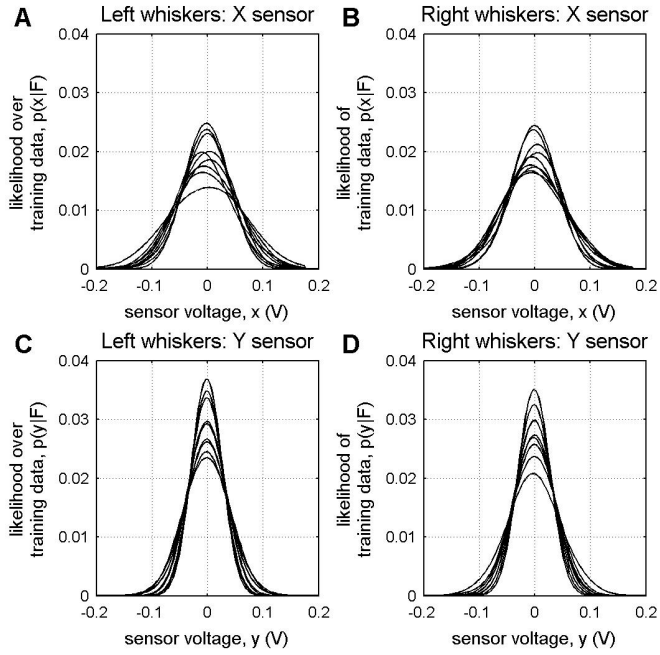 A
Left whiskers: X sensor
likelihood over
training data, p(x|F)
0.04
0.03
0.02
0.01
0
-0.2
-0.1
0
0.1
0.2
sensor voltage, x (V)
B
Right whiskers: X sensor
likelihood of
training data, p(x|F)
0.04
0.03
0.02
0.01
0
-0.2
-0.1
0
0.1
0.2
sensor voltage, x (V)
C
Left whiskers: Y sensor
likelihood over
training data, p(y|F)
0.04
0.03
0.02
0.01
0
-0.2
-0.1
0
0.1
0.2
sensor voltage, y (V)
D
Right whiskers: Y sensor
likelihood of
training data, p(y|F)
0.04
0.03
0.02
0.01
0
-0.2
-0.1
0
0.1
0.2
sensor voltage, y (V)